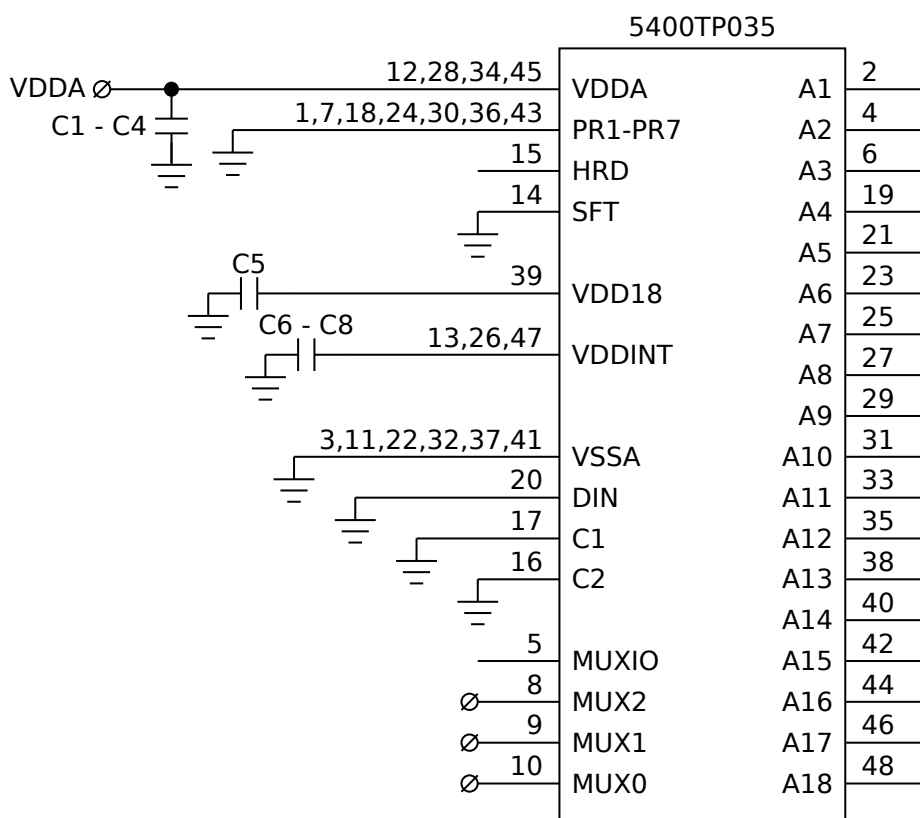 5400TP035
VDDA 12,28,34,45 VDDA A1 2
C1 - C4 1,7,18,24,30,36,43 PR1-PR7 A2 4
15 HRD A3 6
14 SFT A4 19
A5 21
C5 39 VDD18 A6 23
C6 - C8 13,26,47 VDDINT A7 25
A8 27
A9 29
3,11,22,32,37,41 VSSA A10 31
20 DIN A11 33
17 C1 A12 35
16 C2 A13 38
A14 40
5 MUXIO A15 42
8 MUX2 A16 44
9 MUX1 A17 46
10 MUX0 A18 48